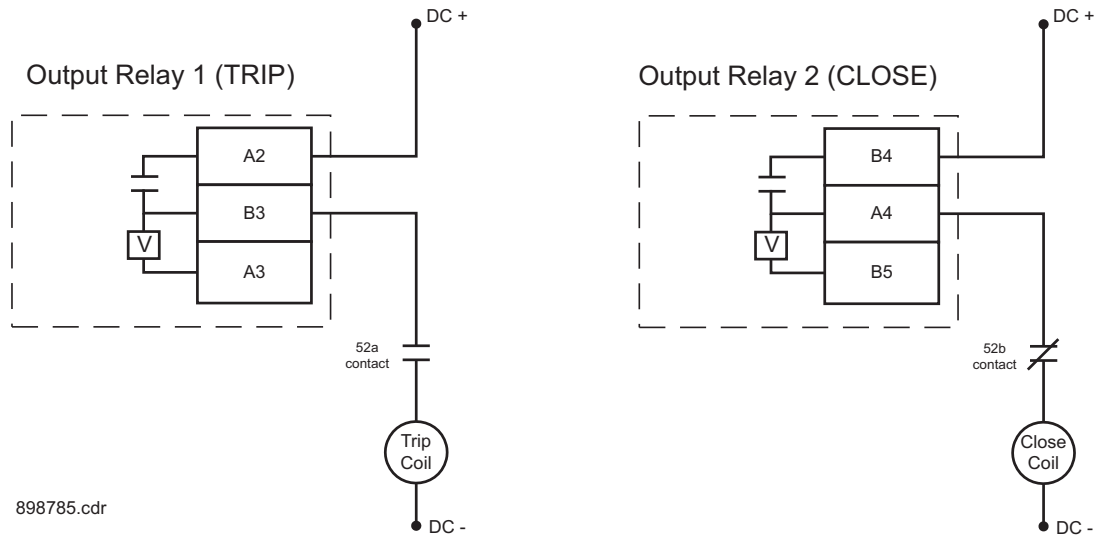 DC +
Output Relay 1 (TRIP)
A2
B3
V
A3
52a
contact
Trip
Coil
898785.cdr
DC -
DC +
Output Relay 2 (CLOSE)
B4
A4
V
B5
52b
contact
Close
Coil
DC -